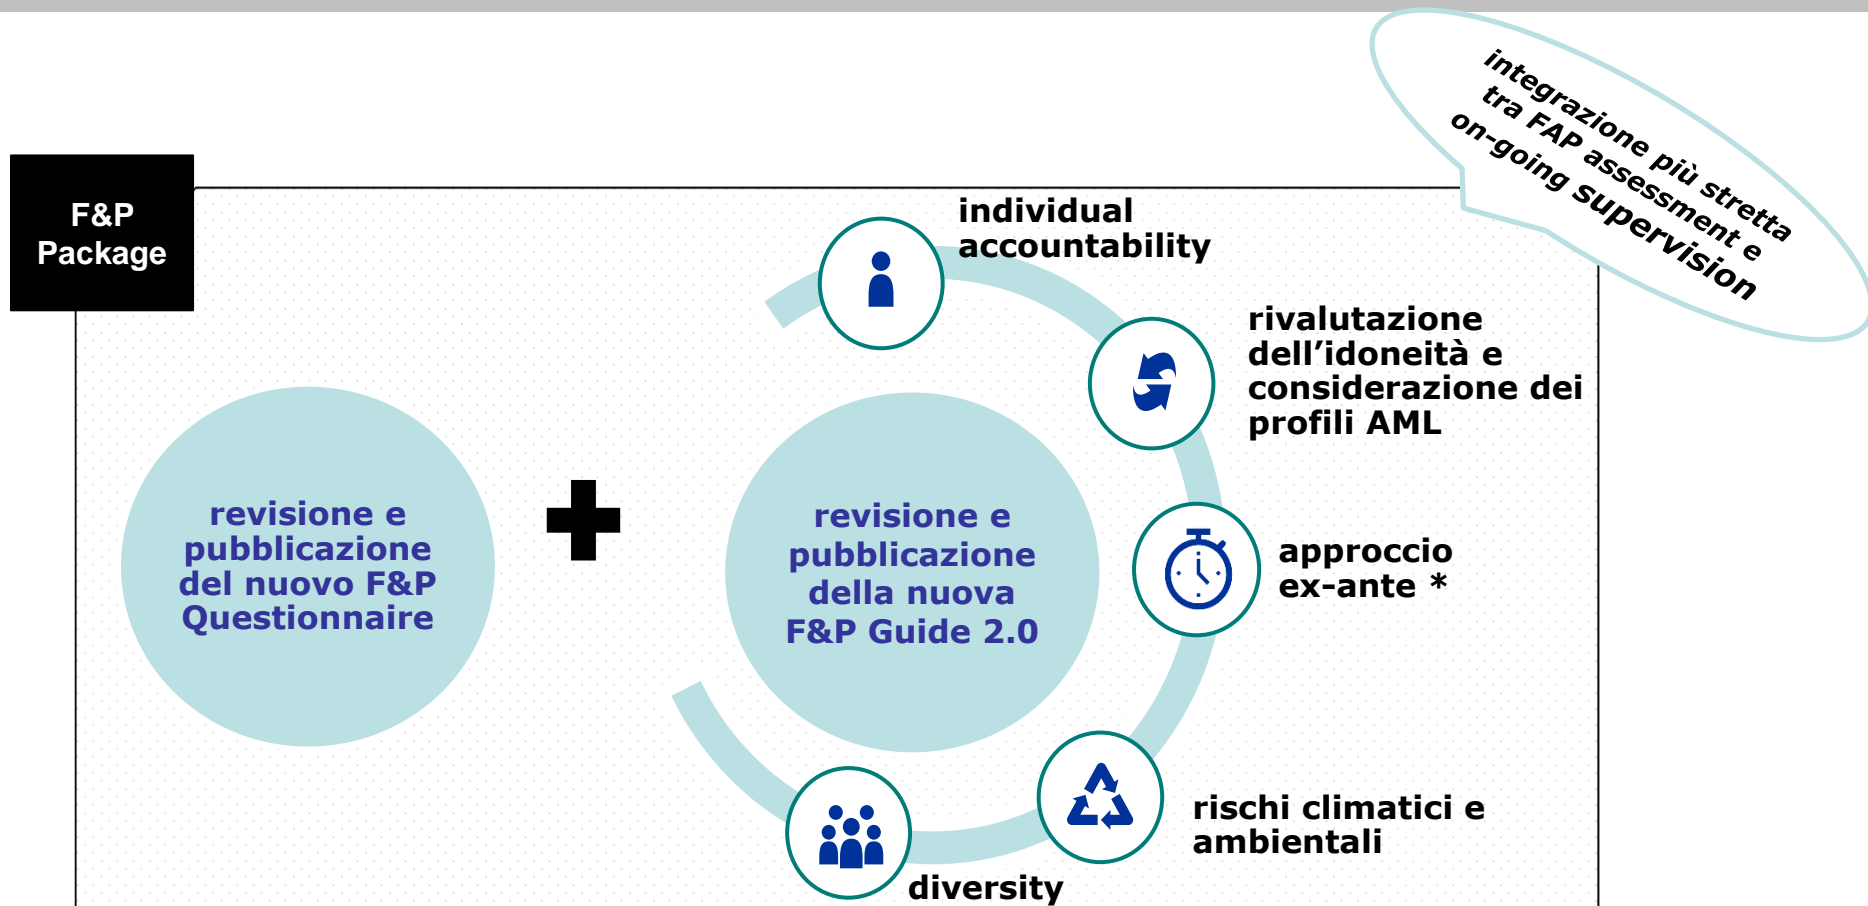 integrazione più stretta
tra FAP assessment e
on-going supervision
F&P
Package
individual
accountability
rivalutazione
dell'idoneità e
considerazione dei
profili AML
revisione e
pubblicazione
del nuovo F&P
Questionnaire
revisione e
pubblicazione
della nuova
F&P Guide 2.0
approccio
ex-ante *
rischi climatici e
ambientali
diversity